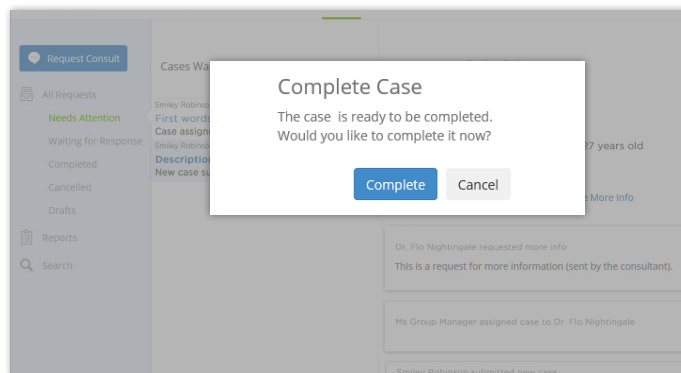 Request Consult
All Requests
Needs Attention
Waiting for Response
Completed
Cancelled
Drafts
Reports
Search
Cases Wa
Smiley Robinso
First words
Case assign
Smiley Robinso
Descriptio
New case su
Complete Case
The case is ready to be completed.
Would you like to complete it now?
Complete
Cancel
27 years old
More Info
Dr. Flo Nightingale requested more info
This is a request for more information (sent by the consultant).
Ms Group Manager assigned case to Dr. Flo Nightingale
Smiley Robinson submitted new case